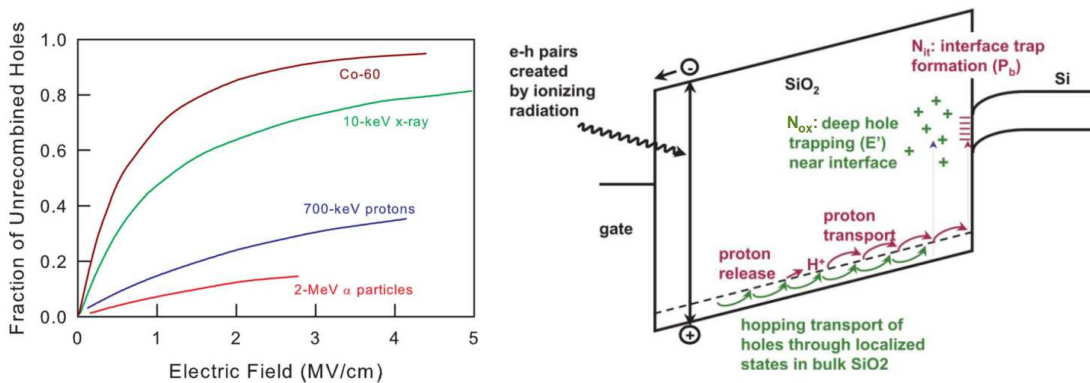 Fraction of Unrecombined Holes
1.0
0.8
0.6
0.4
0.2
0.0
0
1
2
3
4
5
Electric Field (MV/cm)
Co-60
10-keV x-ray
700-keV protons
2-MeV α particles
e-h pairs
created
by ionizing
radiation
-
SiO₂
Nᵢₜ: interface trap
formation (P_b)
Si
Nₒₓ: deep hole
trapping (E')
near interface
+ + + + + + + +
gate
proton
transport
proton
release
H⁺
+
hopping transport of
holes through localized
states in bulk SiO2